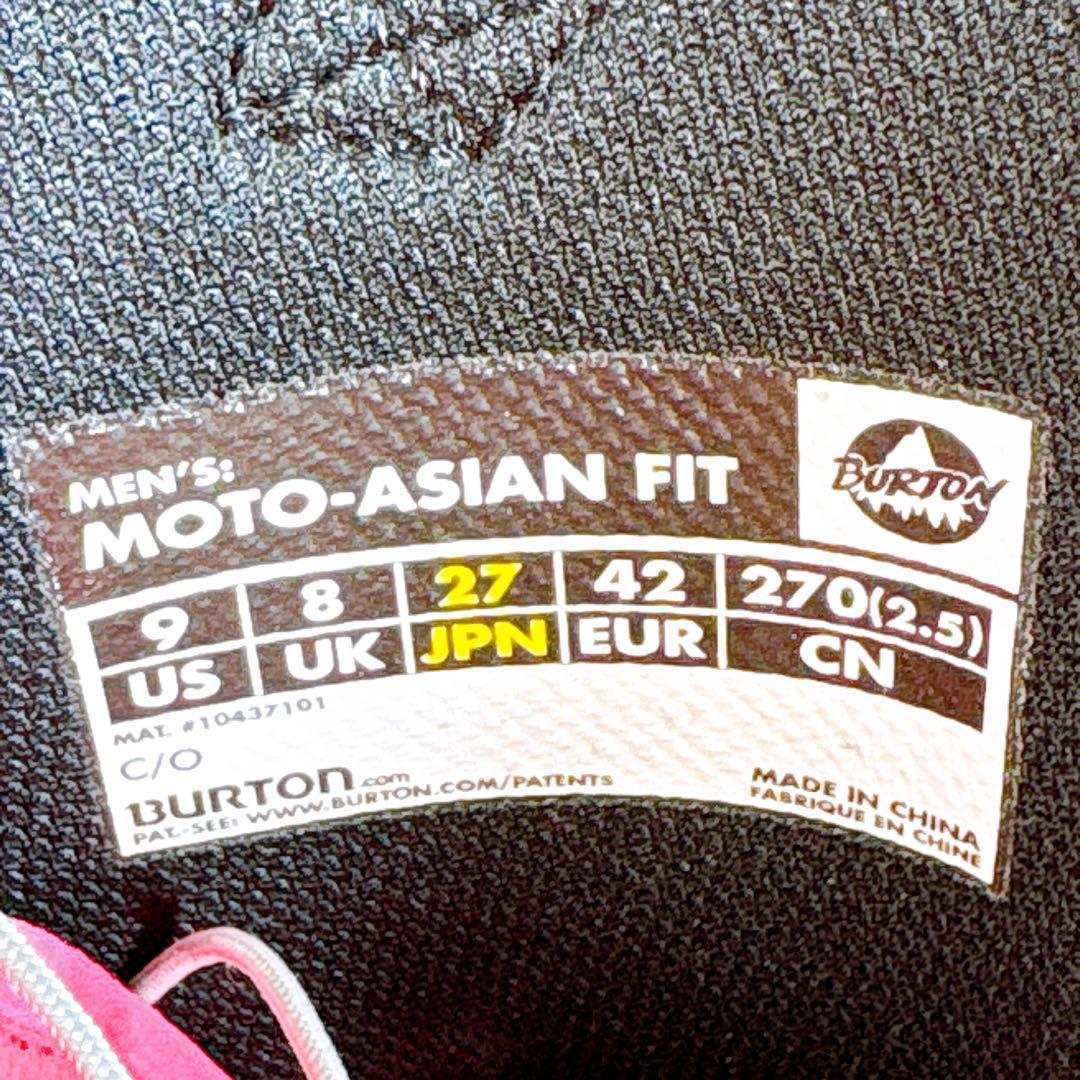 MEN'S:
MOTO-ASIAN FIT
BURTON
9 8 27 42 270(2.5)
US UK JPN EUR CN
MAT. #10437101
C/O
BURTON.com
PAT.-SEE: WWW.BURTON.COM/PATENTS
MADE IN CHINA
FABRIQUE EN CHINE